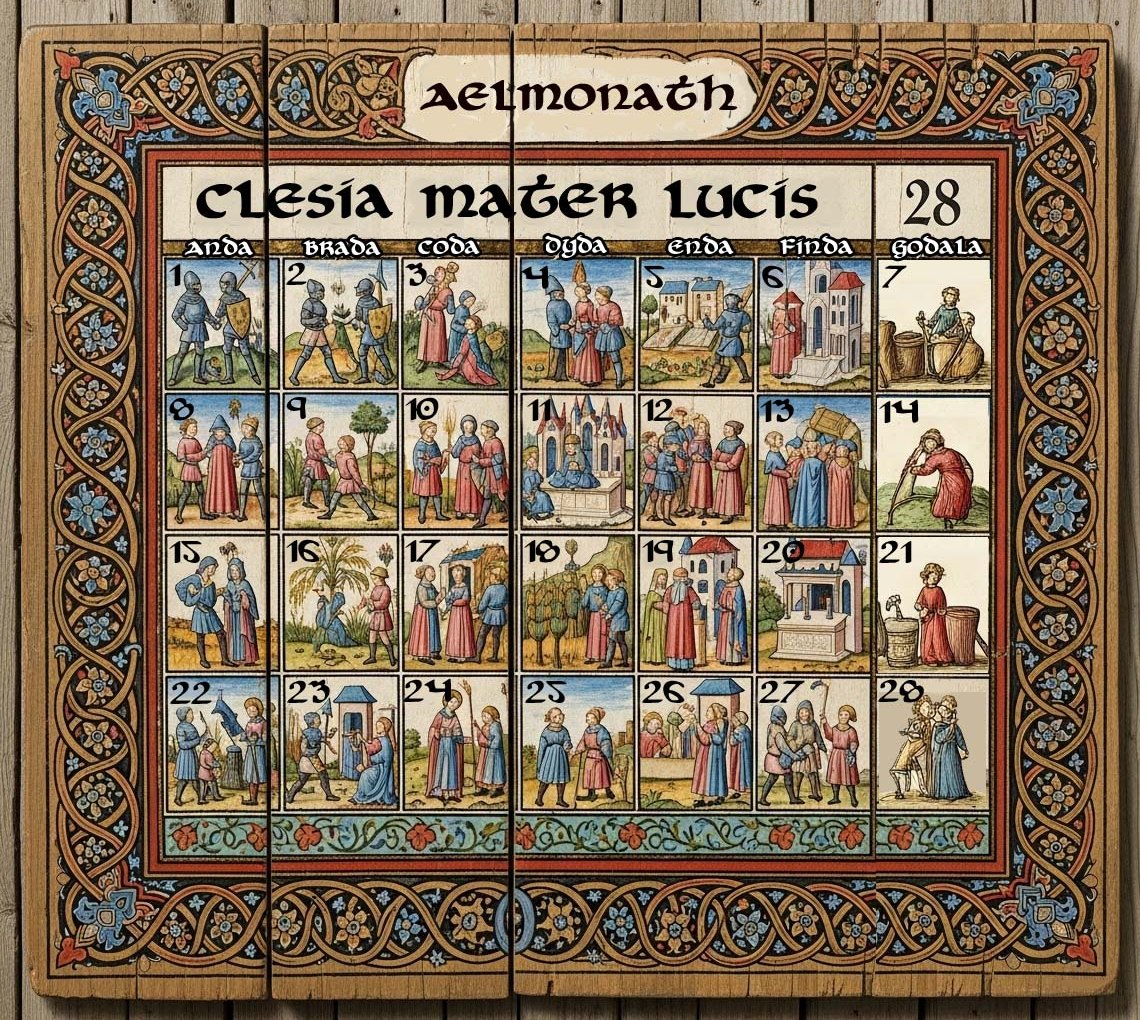 Aelmonath
Clesia Mater Lucis 28
Anda Brada Coda Dyda Enda Finda Godala
1 2 3 4 5 6 7
8 9 10 11 12 13 14
15 16 17 18 19 20 21
22 23 24 25 26 27 28